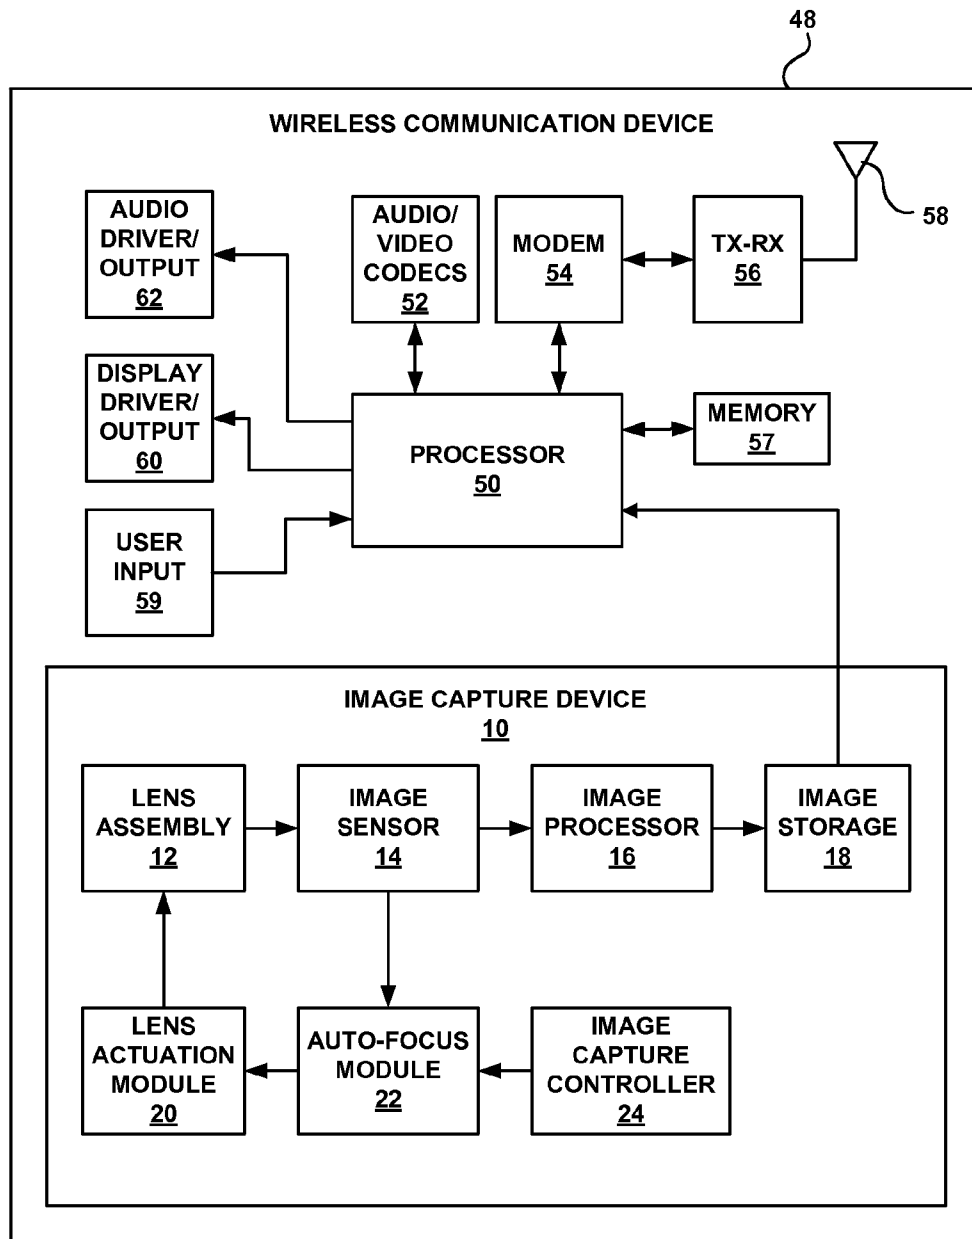 48
WIRELESS COMMUNICATION DEVICE
58
AUDIO
DRIVER/
OUTPUT
62
AUDIO/
VIDEO
CODECS
52
MODEM
54
TX-RX
56
DISPLAY
DRIVER/
OUTPUT
60
PROCESSOR
50
MEMORY
57
USER
INPUT
59
IMAGE CAPTURE DEVICE
10
LENS
ASSEMBLY
12
IMAGE
SENSOR
14
IMAGE
PROCESSOR
16
IMAGE
STORAGE
18
LENS
ACTUATION
MODULE
20
AUTO-FOCUS
MODULE
22
IMAGE
CAPTURE
CONTROLLER
24